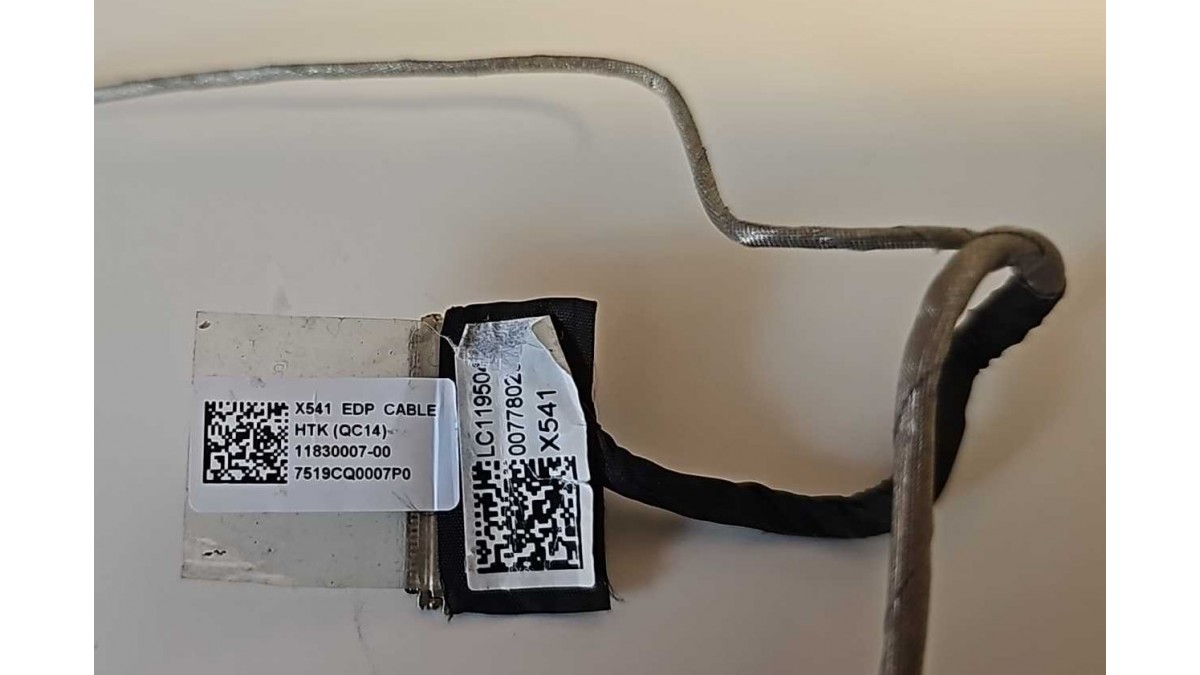 X541 EDP CABLE
HTK (QC14)
11830007-00
7519CQ0007P0
X541